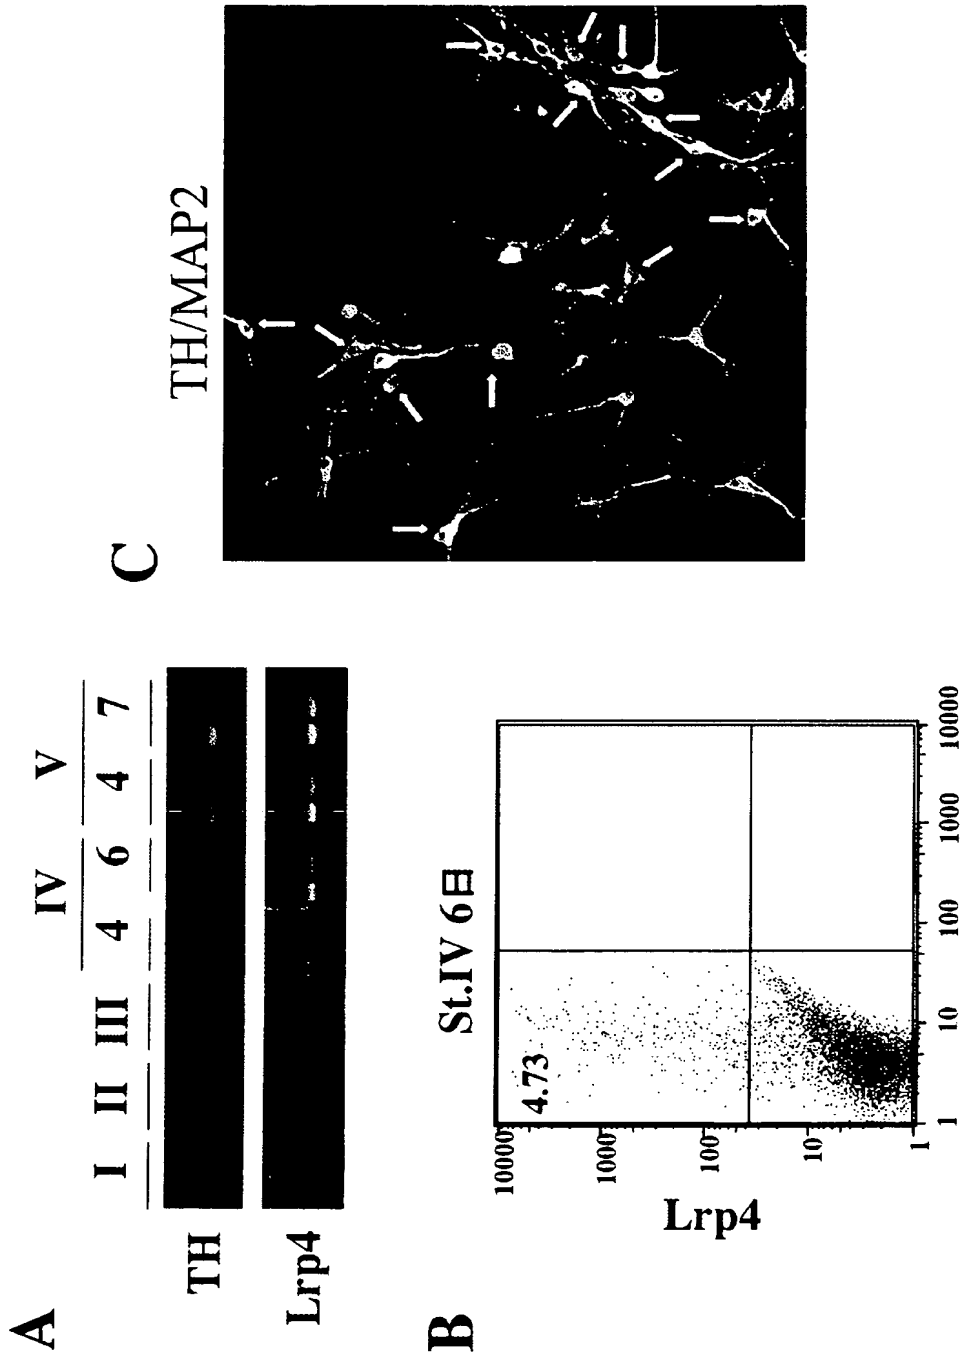 A
IV V
I II III 4 6 4 7
TH
Lrp4
B
St.IV 6日
4.73
10000
1000
100
10
1
Lrp4
1 10 100 1000 10000
C
TH/MAP2